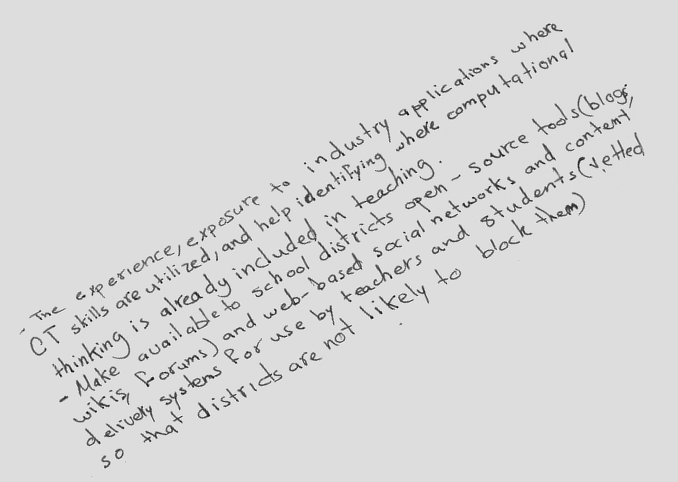 - The experience, exposure to industry applications where
CT skills are utilized, and help identifying where computational
thinking is already included in teaching.
- Make available to school districts open - source tools (blogs,
wikis, forums) and web-based social networks and content
delivery systems for use by teachers and students (vetted
so that districts are not likely to block them)